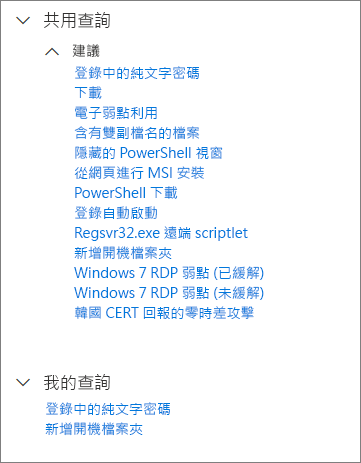 共用查詢
建議
登錄中的純文字密碼
下載
電子弱點利用
含有雙副檔名的檔案
隱藏的 PowerShell 視窗
從網頁進行 MSI 安裝
PowerShell 下載
登錄自動啟動
Regsvr32.exe 遠端 scriptlet
新增開機檔案夾
Windows 7 RDP 弱點 (已緩解)
Windows 7 RDP 弱點 (未緩解)
韓國 CERT 回報的零時差攻擊
我的查詢
登錄中的純文字密碼
新增開機檔案夾